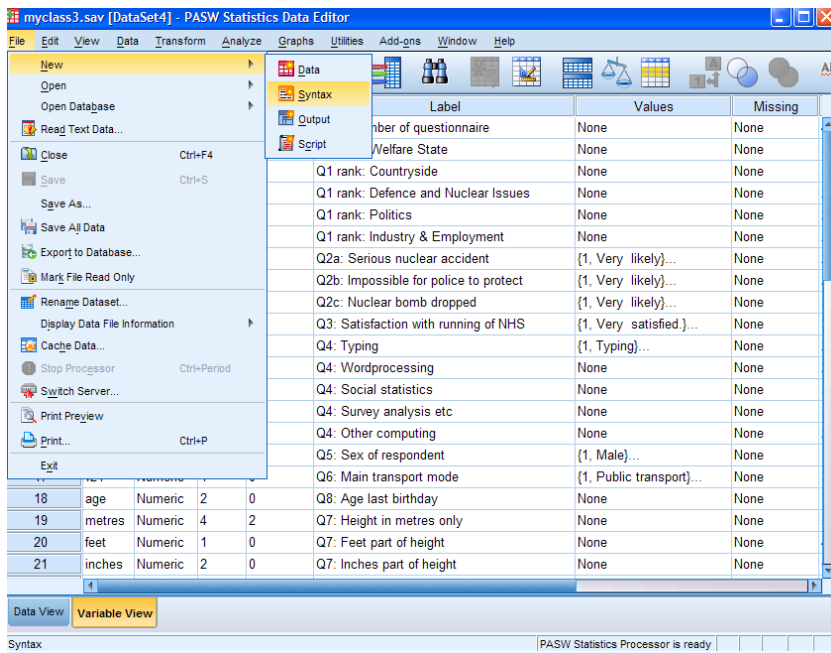 myclass3.sav [DataSet4] - PASW Statistics Data Editor
File Edit View Data Transform Analyze Graphs Utilities Add-ons Window Help
New
Open
Open Database
Read Text Data...
Close Ctrl+F4
Save Ctrl+S
Save As...
Save All Data
Export to Database...
Mark File Read Only
Rename Dataset...
Display Data File Information
Cache Data...
Stop Processor Ctrl+Period
Switch Server...
Print Preview
Print... Ctrl+P
Exit
Data
Syntax
Output
Script
Label Values Missing
of questionnaire None None
Welfare State None None
Q1 rank: Countryside None None
Q1 rank: Defence and Nuclear Issues None None
Q1 rank: Politics None None
Q1 rank: Industry & Employment None None
Q2a: Serious nuclear accident {1, Very likely}... None
Q2b: Impossible for police to protect {1, Very likely}... None
Q2c: Nuclear bomb dropped {1, Very likely}... None
Q3: Satisfaction with running of NHS {1, Very satisfied.}... None
Q4: Typing {1, Typing}... None
Q4: Wordprocessing None None
Q4: Social statistics None None
Q4: Survey analysis etc None None
Q4: Other computing None None
Q5: Sex of respondent {1, Male}... None
Q6: Main transport mode {1, Public transport}... None
18 age Numeric 2 0 Q8: Age last birthday None None
19 metres Numeric 4 2 Q7: Height in metres only None None
20 feet Numeric 1 0 Q7: Feet part of height None None
21 inches Numeric 2 0 Q7: Inches part of height None None
Data View Variable View
Syntax PASW Statistics Processor is ready